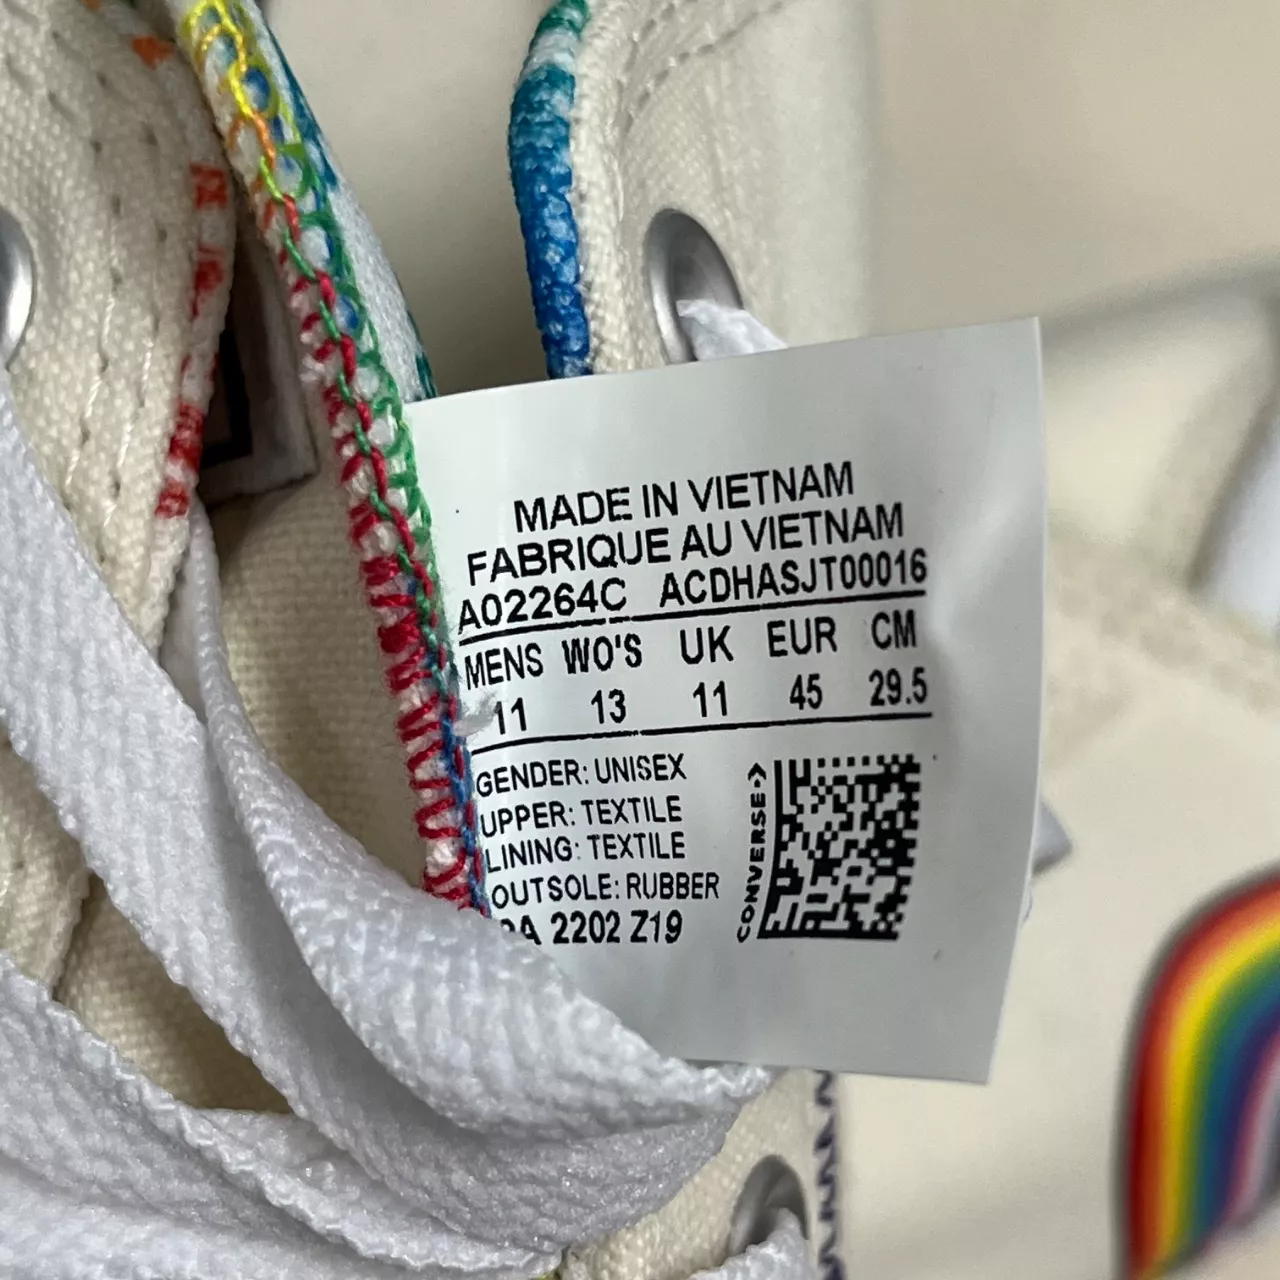 MADE IN VIETNAM
FABRIQUE AU VIETNAM
A02264C ACDHASJT00016
MENS WO'S UK EUR CM
11 13 11 45 29.5
GENDER: UNISEX
UPPER: TEXTILE
LINING: TEXTILE
OUTSOLE: RUBBER
2202 Z19
CONVERSE